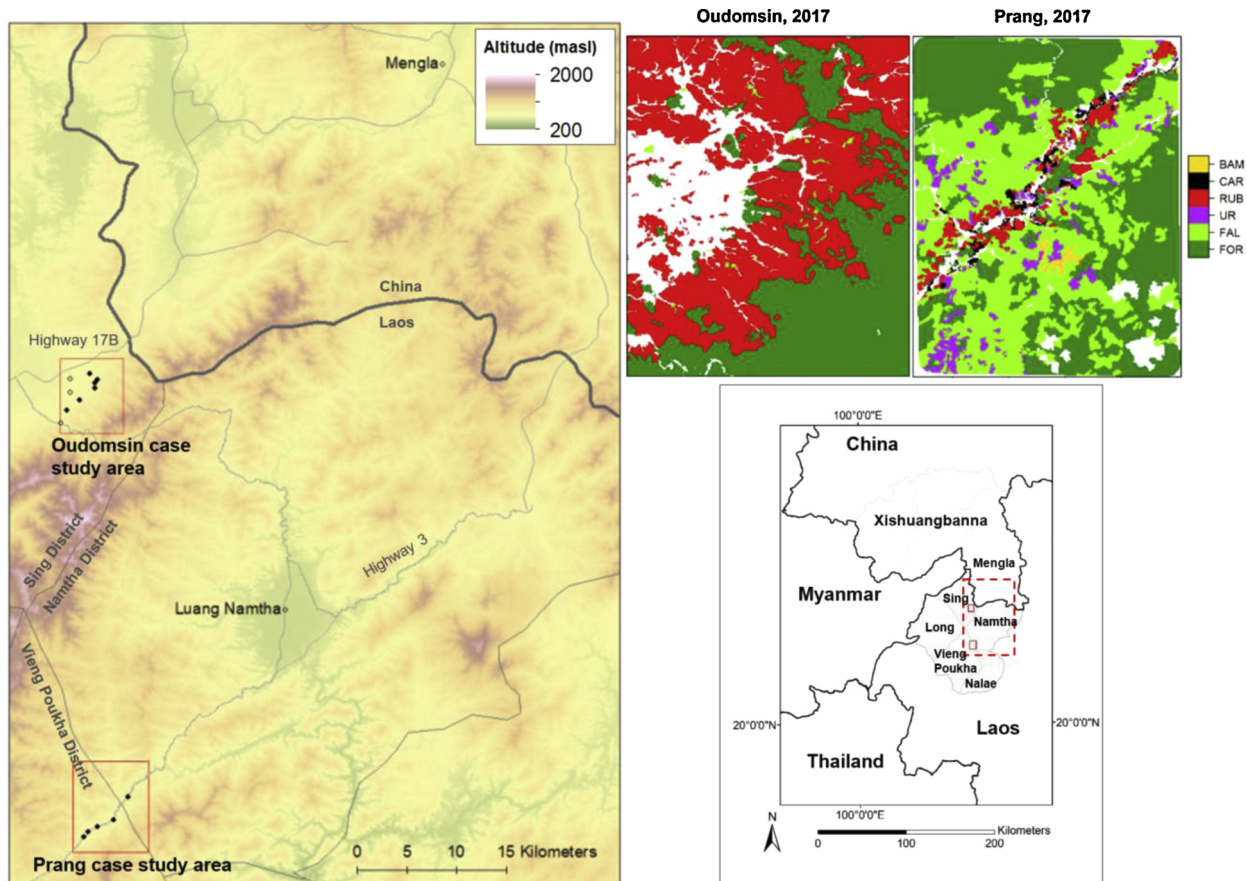 Oudomsin, 2017
Prang, 2017
Altitude (masl)
2000
200
Mengla
China
Laos
Highway 17B
Oudomsin case
study area
Sing District
Namtha District
Highway 3
Luang Namtha
Vieng Poukha District
Prang case study area
0 5 10 15 Kilometers
BAM
CAR
RUB
UR
FAL
FOR
100°0'0"E
China
Xishuangbanna
Mengla
Myanmar
Sing
Namtha
Long
Vieng
Poukha
Nalae
20°0'0"N
20°0'0"N
Laos
Thailand
100°0'0"E
N
Kilometers
0 100 200